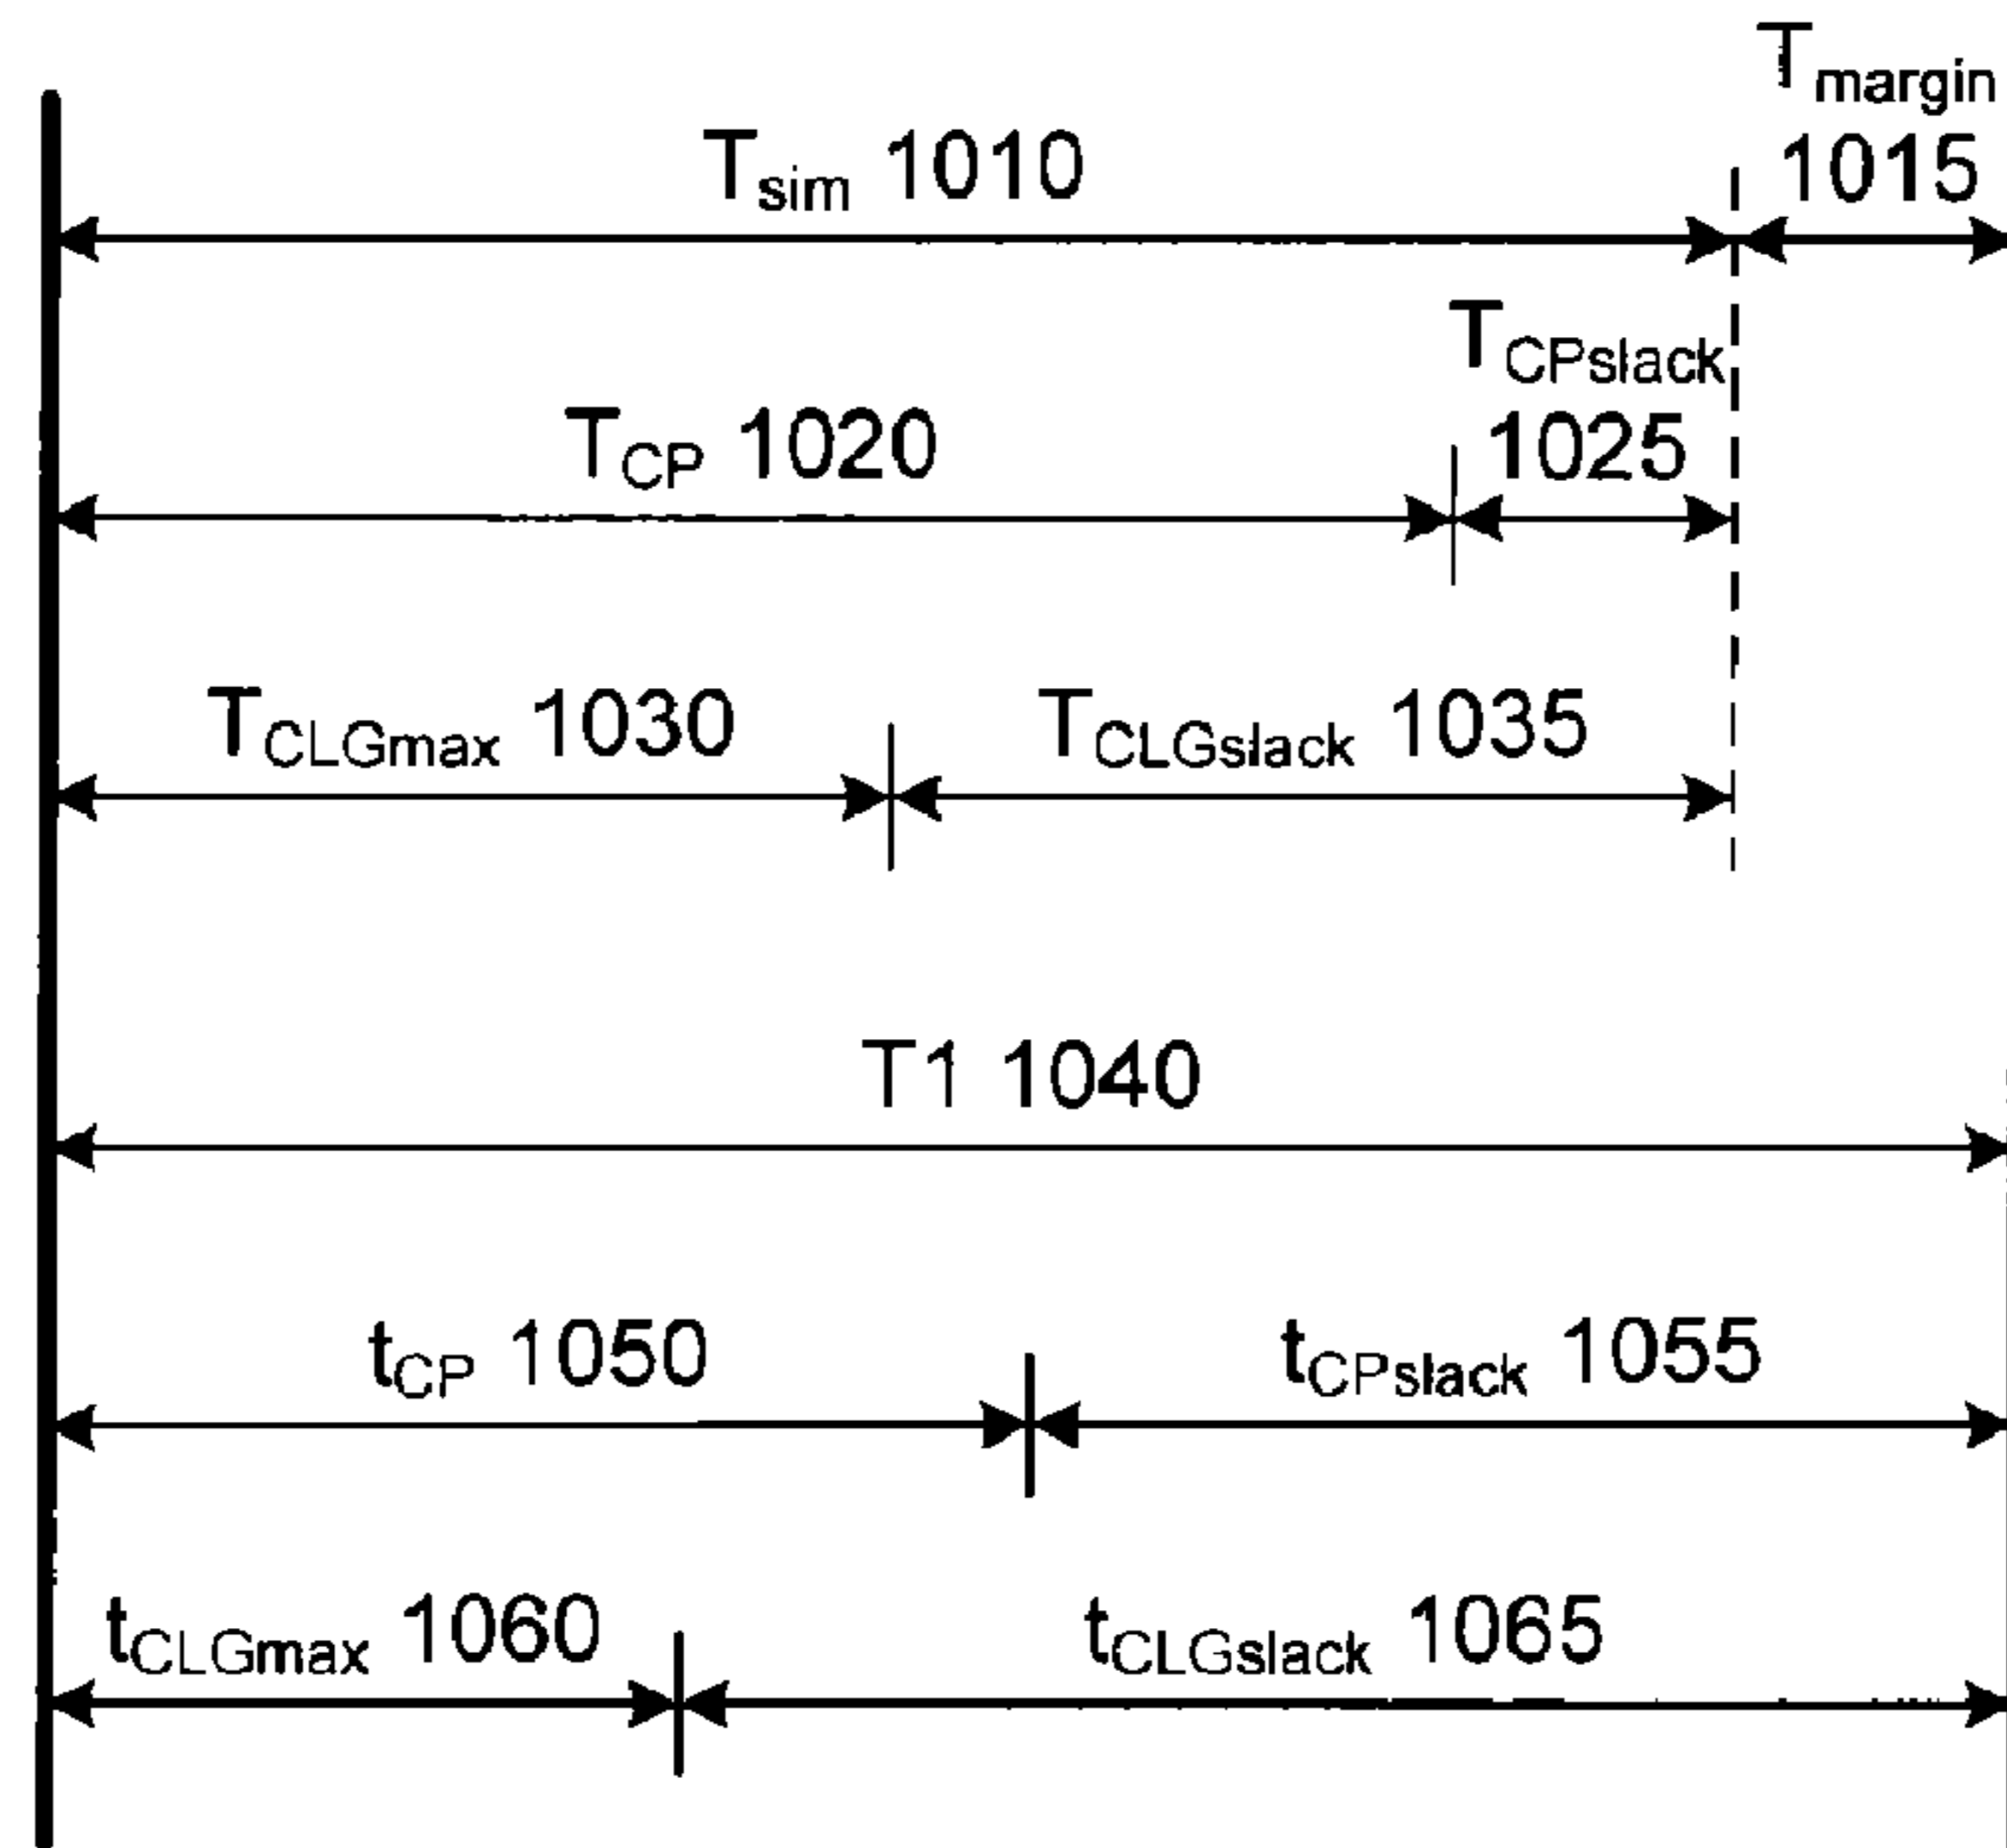 Tmargin
1015
Tsim 1010
TCPslack
1025
TCP 1020
TCLGmax 1030
TCLGslack 1035
T1 1040
tCP 1050
tCPslack 1055
tCLGmax 1060
tCLGslack 1065